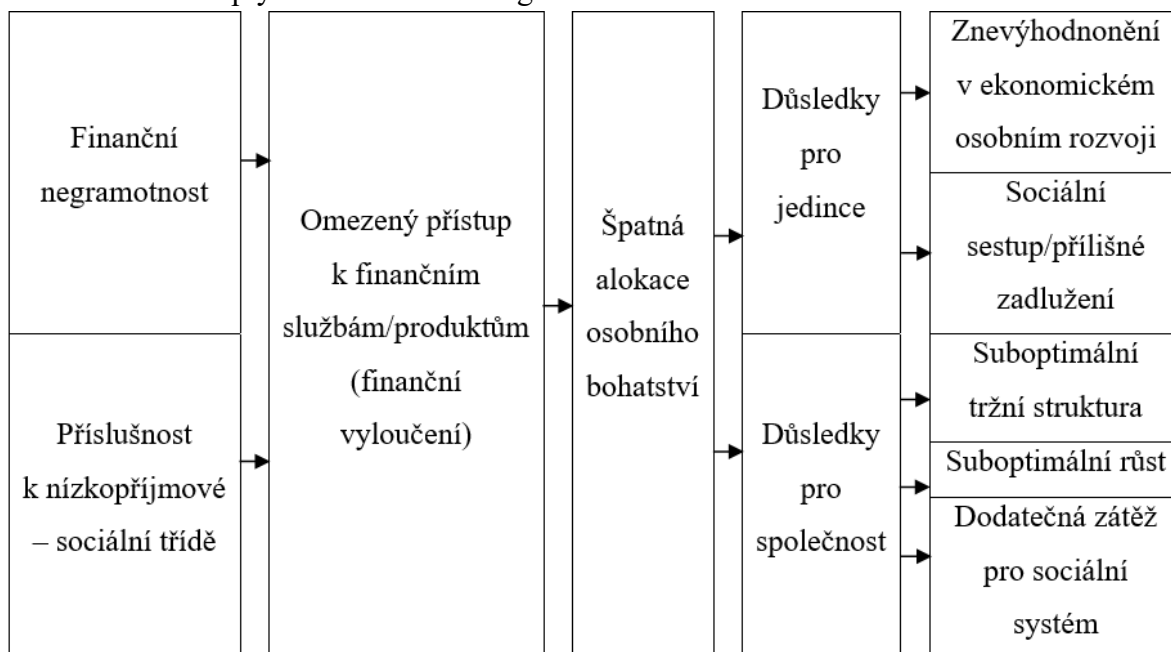 Finanční
negramotnost
Příslušnost
k nízkopříjmové
– sociální třídě
Omezený přístup
k finančním
službám/produktům
(finanční
vyloučení)
Špatná
alokace
osobního
bohatství
Důsledky
pro
jedince
Důsledky
pro
společnost
Znevýhodnonění
v ekonomickém
osobním rozvoji
Sociální
sestup/přílišné
zadlužení
Suboptimální
tržní struktura
Suboptimální růst
Dodatečná zátěž
pro sociální
systém